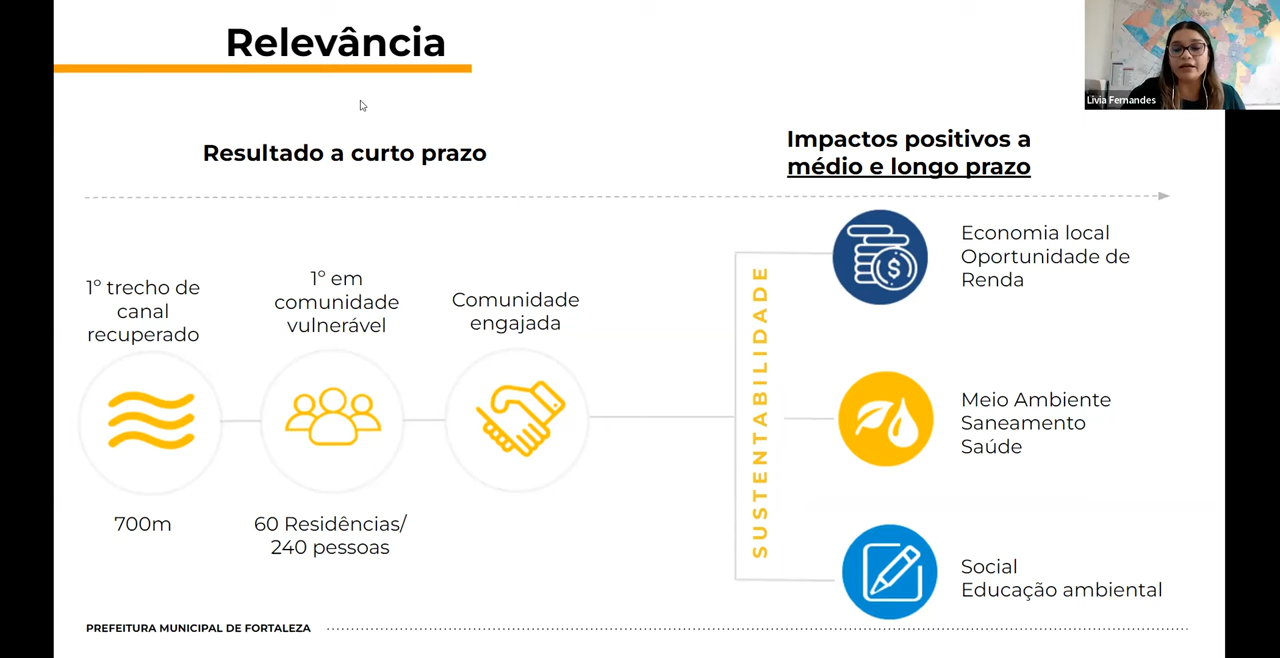 Relevância
Livia Fernandes
Resultado a curto prazo
Impactos positivos a
médio e longo prazo
1º trecho de
canal
recuperado
700m
1º em
comunidade
vulnerável
60 Residências/
240 pessoas
Comunidade
engajada
SUSTENTABILIDADE
Economia local
Oportunidade de
Renda
Meio Ambiente
Saneamento
Saúde
Social
Educação ambiental
PREFEITURA MUNICIPAL DE FORTALEZA